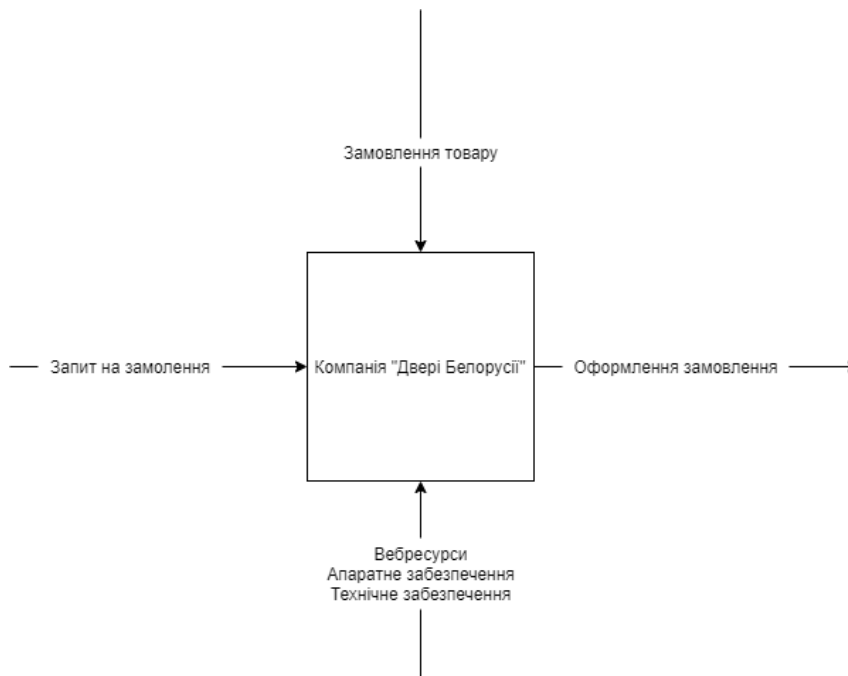 Замовлення товару
Запит на замолення
Компанія "Двері Белорусії"
Оформлення замовлення
Вебресурси
Апаратне забезпечення
Технічне забезпечення